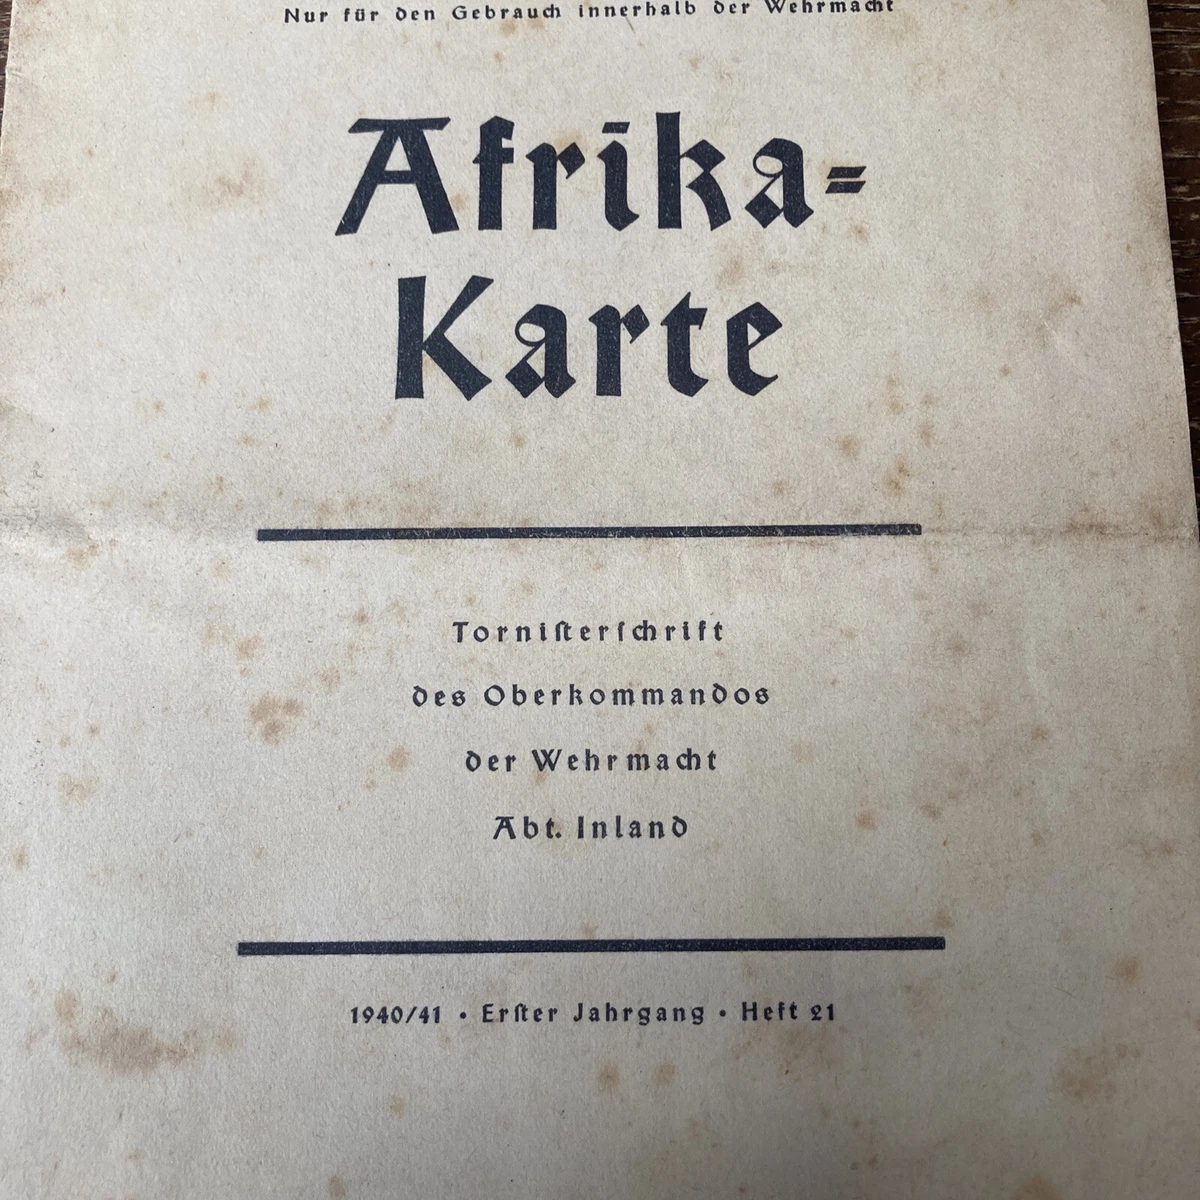 Nur für den Gebrauch innerhalb der Wehrmacht
Afrika=
Karte
Torniſterſchrift
des Oberkommandos
der Wehrmacht
Abt. Inland
1940/41 • Erſter Jahrgang • Heft 21